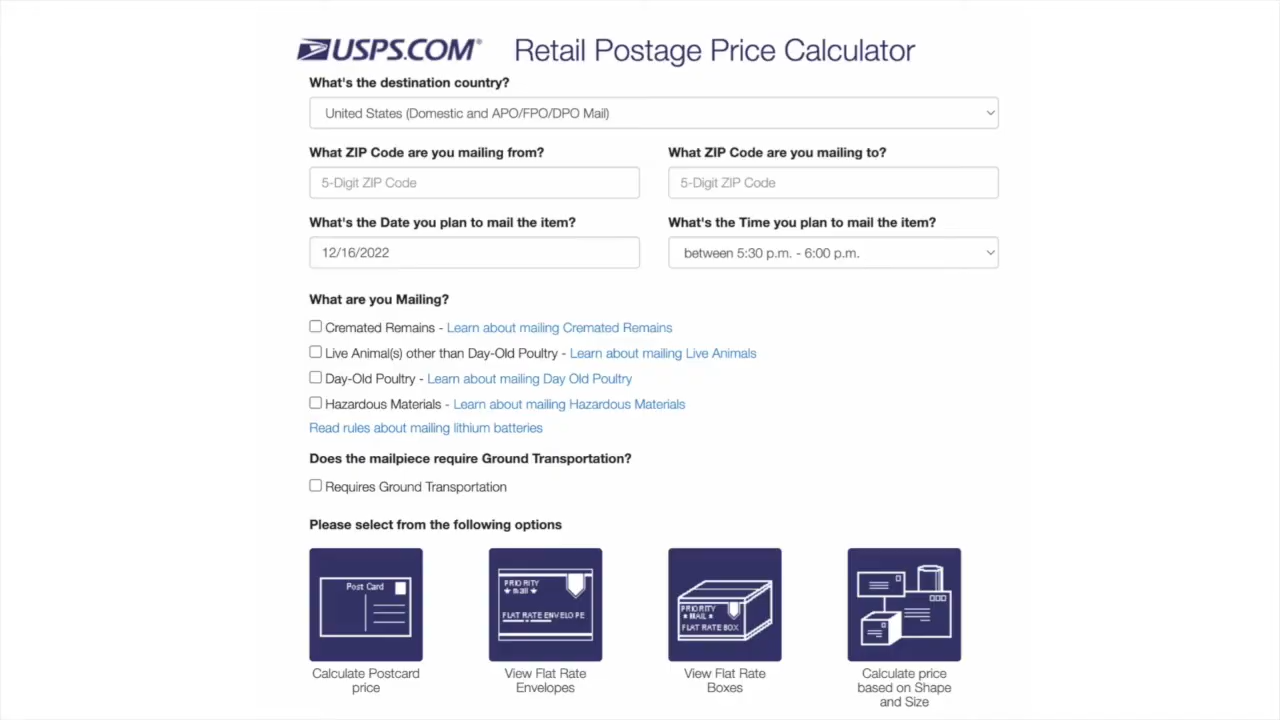 USPS.COM® Retail Postage Price Calculator
What's the destination country?
United States (Domestic and APO/FPO/DPO Mail)
What ZIP Code are you mailing from? What ZIP Code are you mailing to?
5-Digit ZIP Code 5-Digit ZIP Code
What's the Date you plan to mail the item? What's the Time you plan to mail the item?
12/16/2022 between 5:30 p.m. - 6:00 p.m.
What are you Mailing?
Cremated Remains - Learn about mailing Cremated Remains
Live Animal(s) other than Day-Old Poultry - Learn about mailing Live Animals
Day-Old Poultry - Learn about mailing Day Old Poultry
Hazardous Materials - Learn about mailing Hazardous Materials
Read rules about mailing lithium batteries
Does the mailpiece require Ground Transportation?
Requires Ground Transportation
Please select from the following options
Post Card
PRIORITY
★ Mail ★
FLAT RATE ENVELOPE
PRIORITY
★ MAIL ★
FLAT RATE BOX
Calculate Postcard
price
View Flat Rate
Envelopes
View Flat Rate
Boxes
Calculate price
based on Shape
and Size